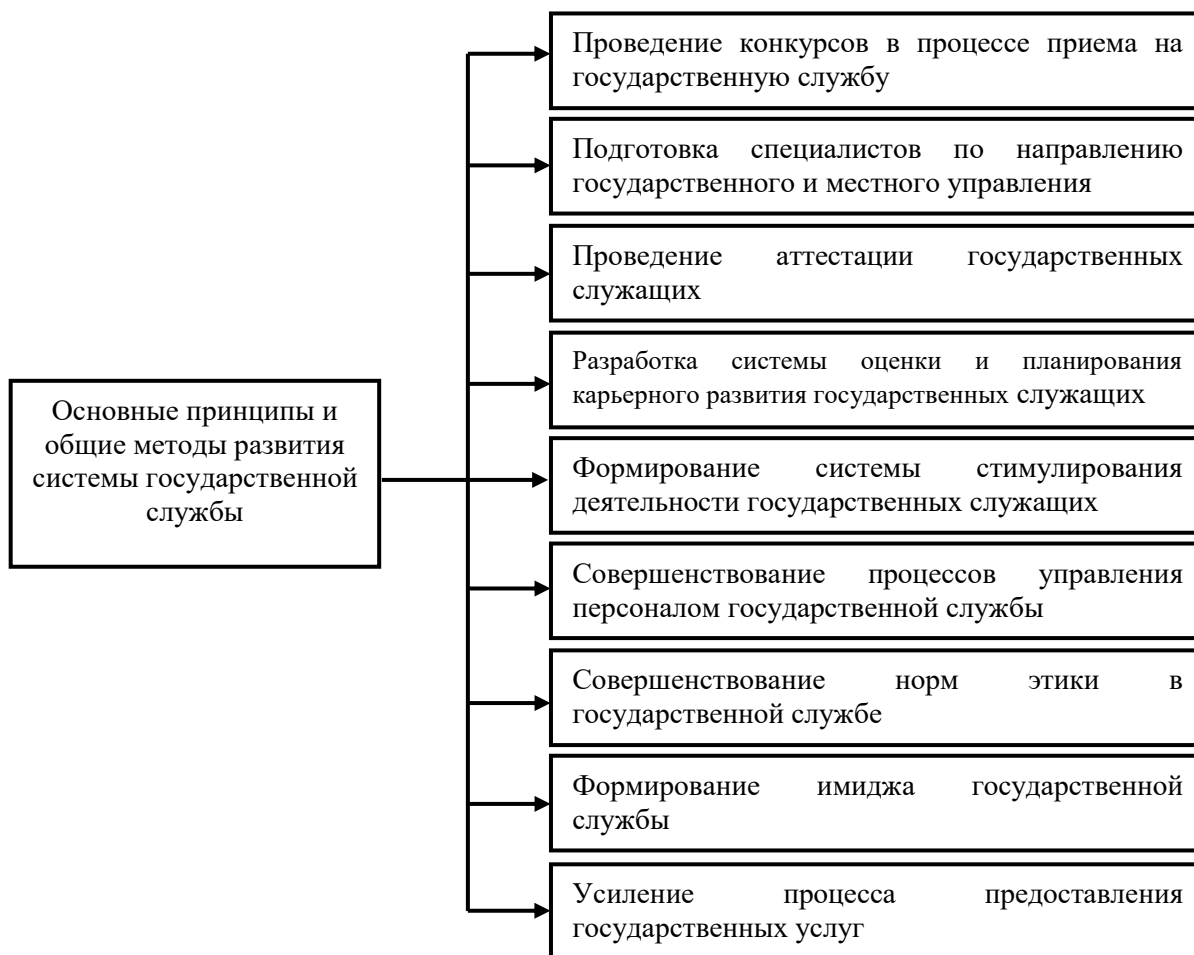 Проведение конкурсов в процессе приема на
государственную службу
Подготовка специалистов по направлению
государственного и местного управления
Проведение аттестации государственных
служащих
Разработка системы оценки и планирования
карьерного развития государственных служащих
Основные принципы и
общие методы развития
системы государственной
службы
Формирование системы стимулирования
деятельности государственных служащих
Совершенствование процессов управления
персоналом государственной службы
Совершенствование норм этики в
государственной службе
Формирование имиджа государственной
службы
Усиление процесса предоставления
государственных услуг